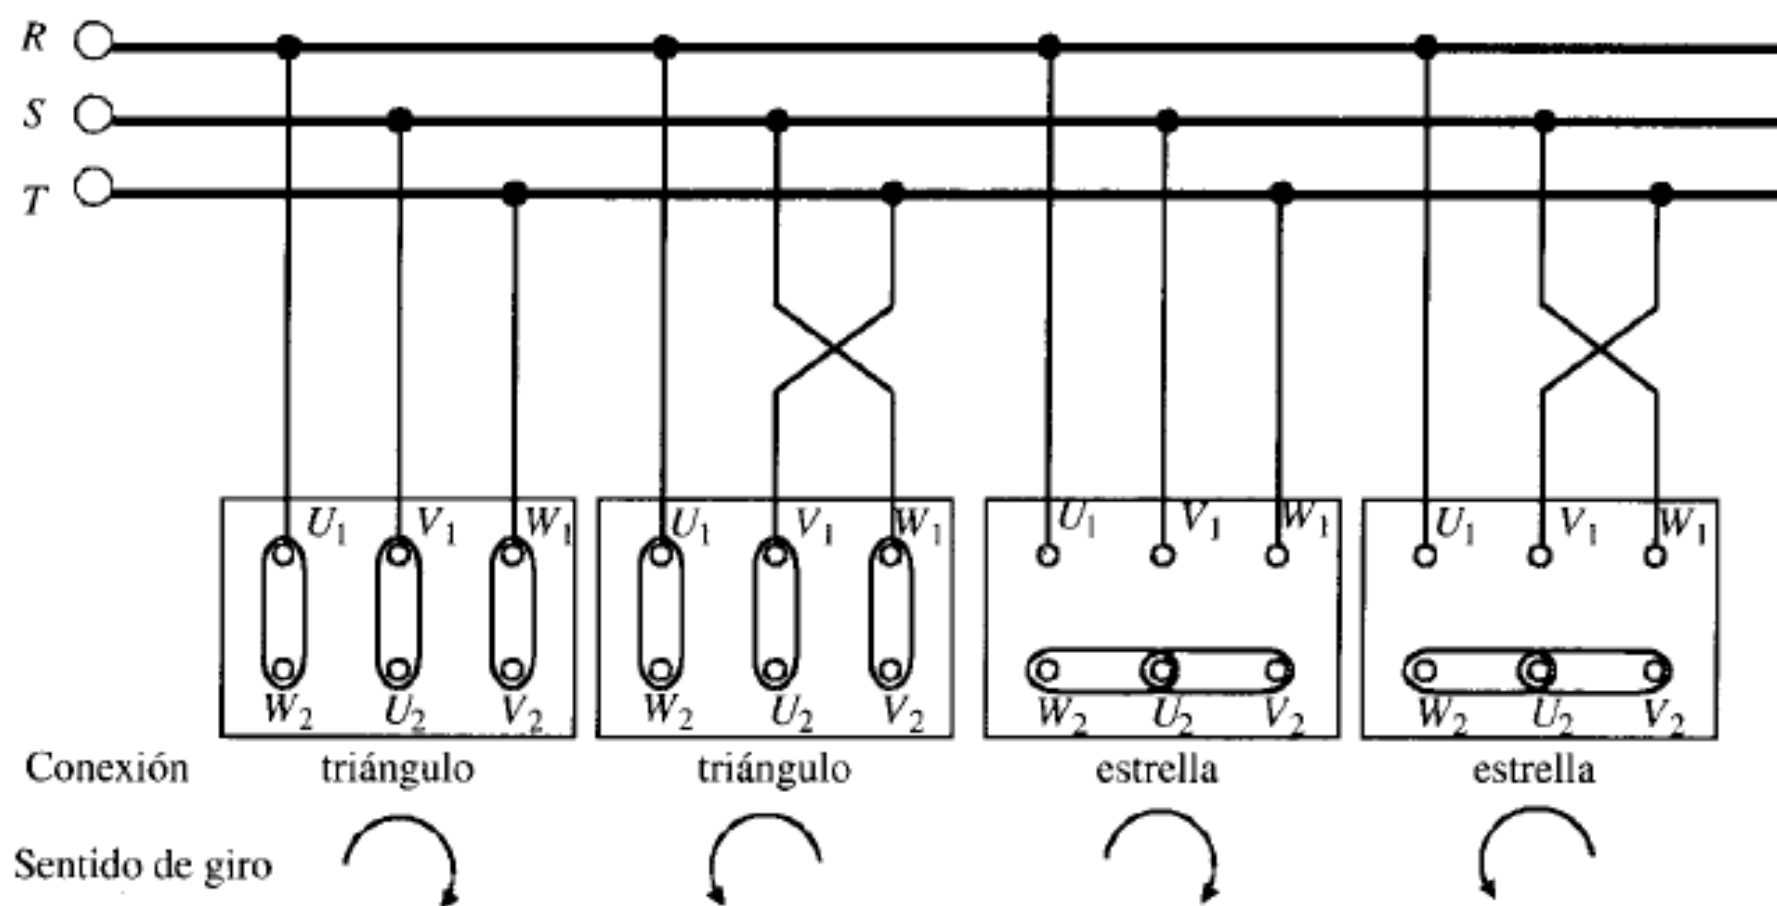 R
S
T
U1 V1 W1 U1 V1 W1 U1 V1 W1 U1 V1 W1
W2 U2 V2 W2 U2 V2 W2 U2 V2 W2 U2 V2
Conexión triángulo triángulo estrella estrella
Sentido de giro